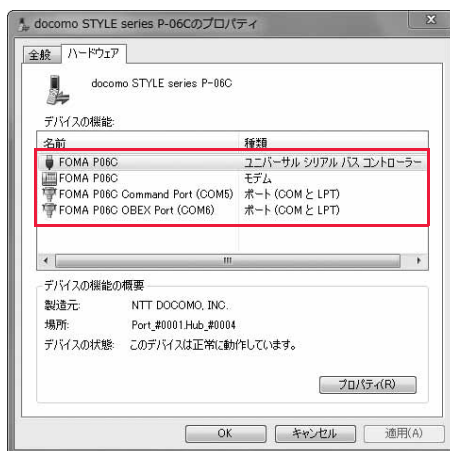 docomo STYLE series P-06Cのプロパティ
全般 ハードウェア
docomo STYLE series P-06C
デバイスの機能:
名前 種類
FOMA P06C ユニバーサル シリアル バス コントローラー
FOMA P06C モデム
FOMA P06C Command Port (COM5) ポート (COM と LPT)
FOMA P06C OBEX Port (COM6) ポート (COM と LPT)
デバイスの機能の概要
製造元: NTT DOCOMO, INC.
場所: Port_#0001.Hub_#0004
デバイスの状態: このデバイスは正常に動作しています。
プロパティ(R)
OK キャンセル 適用(A)